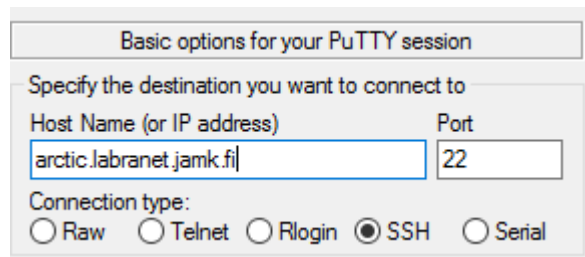 Basic options for your PuTTY session
Specify the destination you want to connect to
Host Name (or IP address) Port
arctic.labranet.jamk.fi 22
Connection type:
Raw Telnet Rlogin SSH Serial